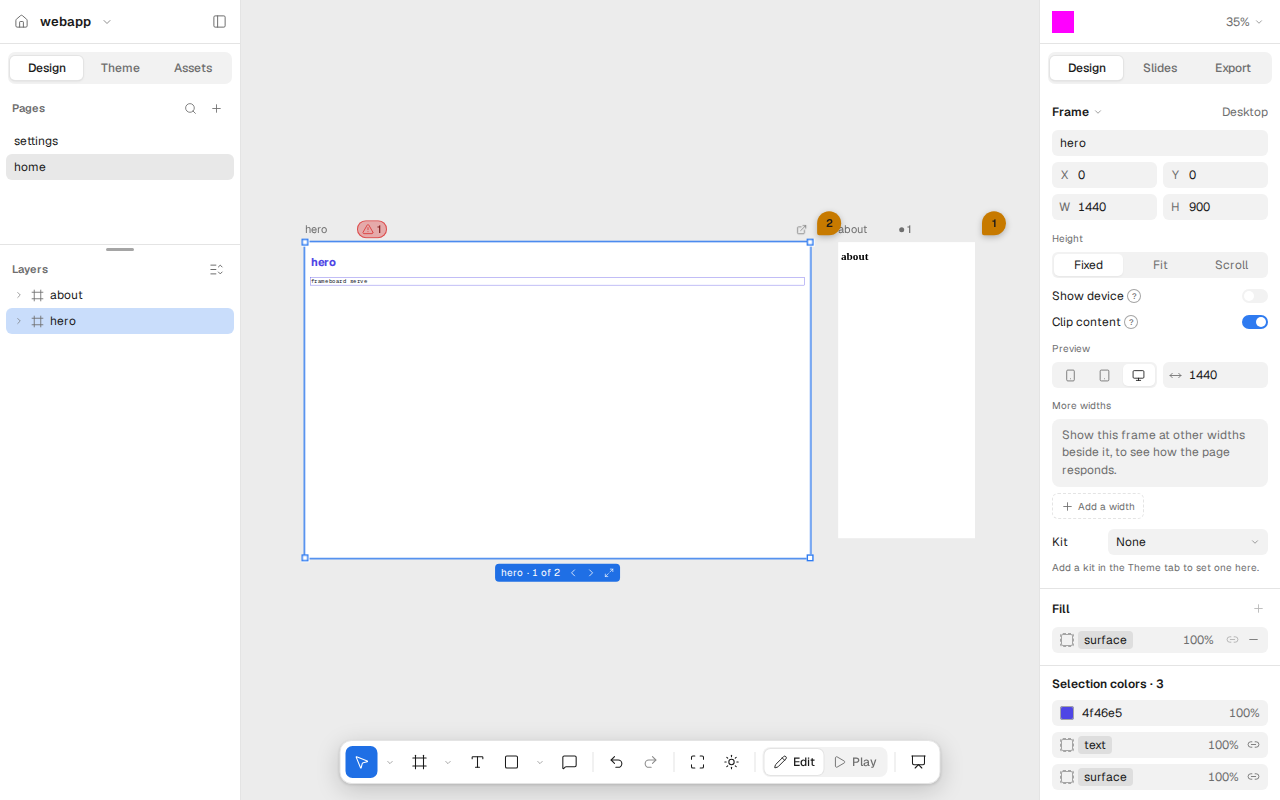 webapp
Design
Theme
Assets
Pages
settings
home
Layers
about
hero
hero
1
2
about
1
1
hero
frameboard serve
about
hero · 1 of 2
Edit
Play
35%
Design
Slides
Export
Frame
Desktop
hero
X 0
Y 0
W 1440
H 900
Height
Fixed
Fit
Scroll
Show device ?
Clip content ?
Preview
1440
More widths
Show this frame at other widths
beside it, to see how the page
responds.
Add a width
Kit
None
Add a kit in the Theme tab to set one here.
Fill
surface
100%
Selection colors · 3
4f46e5
100%
text
100%
surface
100%